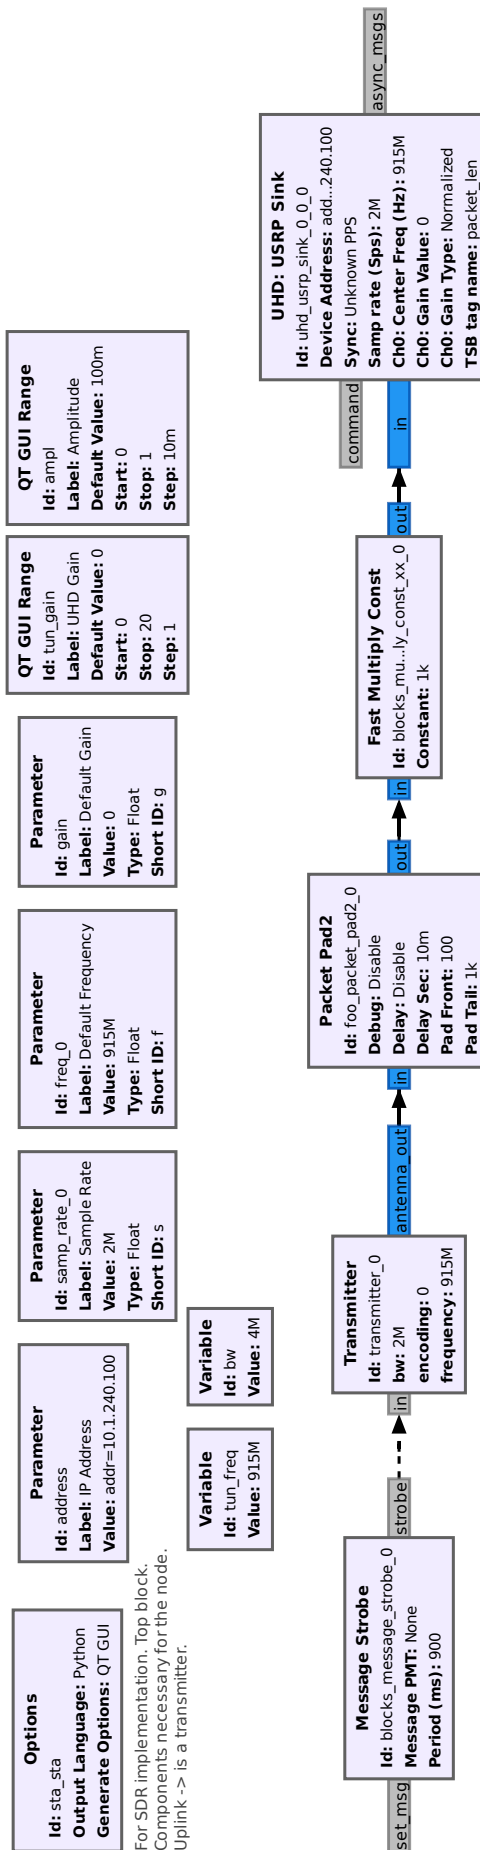 Options
Id: sta_sta
Output Language: Python
Generate Options: QT GUI
For SDR implementation. Top block.
Components necessary for the node.
Uplink -> is a transmitter.
Parameter
Id: address
Label: IP Address
Value: addr=10.1.240.100
Parameter
Id: samp_rate_0
Label: Sample Rate
Value: 2M
Type: Float
Short ID: s
Parameter
Id: freq_0
Label: Default Frequency
Value: 915M
Type: Float
Short ID: f
Parameter
Id: gain
Label: Default Gain
Value: 0
Type: Float
Short ID: g
QT GUI Range
Id: tun_gain
Label: UHD Gain
Default Value: 0
Start: 0
Stop: 20
Step: 1
QT GUI Range
Id: ampl
Label: Amplitude
Default Value: 100m
Start: 0
Stop: 1
Step: 10m
Variable
Id: tun_freq
Value: 915M
Variable
Id: bw
Value: 4M
set_msg
Message Strobe
Id: blocks_message_strobe_0
Message PMT: None
Period (ms): 900
strobe
in
Transmitter
Id: transmitter_0
bw: 2M
encoding: 0
frequency: 915M
antenna_out
in
Packet Pad2
Id: foo_packet_pad2_0
Debug: Disable
Delay: Disable
Delay Sec: 10m
Pad Front: 100
Pad Tail: 1k
out
in
Fast Multiply Const
Id: blocks_mu...ly_const_xx_0
Constant: 1k
out
command
in
UHD: USRP Sink
Id: uhd_usrp_sink_0_0_0
Device Address: add...240.100
Sync: Unknown PPS
Samp rate (Sps): 2M
Ch0: Center Freq (Hz): 915M
Ch0: Gain Value: 0
Ch0: Gain Type: Normalized
TSB tag name: packet_len
async_msgs